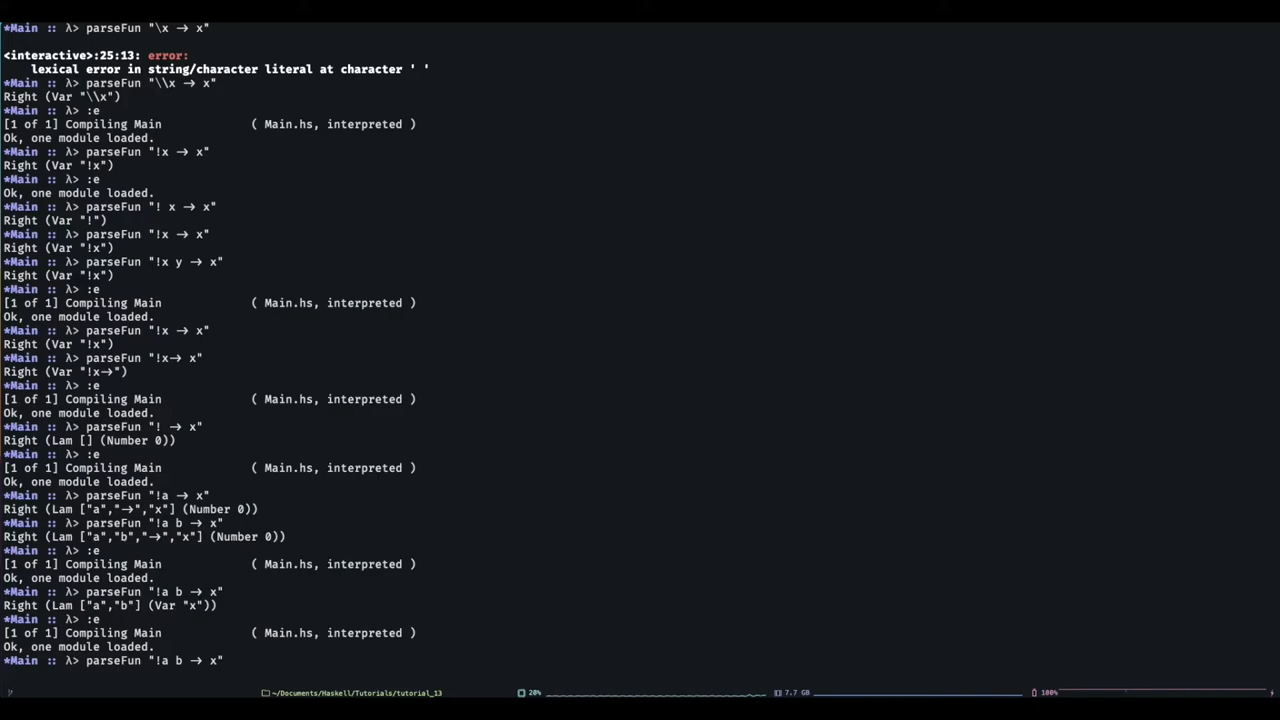 *Main :: λ> parseFun "\x -> x"
<interactive>:25:13: error:
lexical error in string/character literal at character ' '
*Main :: λ> parseFun "\\x -> x"
Right (Var "\\x")
*Main :: λ> :e
[1 of 1] Compiling Main ( Main.hs, interpreted )
Ok, one module loaded.
*Main :: λ> parseFun "!x -> x"
Right (Var "!x")
*Main :: λ> :e
Ok, one module loaded.
*Main :: λ> parseFun "! x -> x"
Right (Var "!")
*Main :: λ> parseFun "!x -> x"
Right (Var "!x")
*Main :: λ> parseFun "!x y -> x"
Right (Var "!x")
*Main :: λ> :e
[1 of 1] Compiling Main ( Main.hs, interpreted )
Ok, one module loaded.
*Main :: λ> parseFun "!x -> x"
Right (Var "!x")
*Main :: λ> parseFun "!x-> x"
Right (Var "!x->")
*Main :: λ> :e
[1 of 1] Compiling Main ( Main.hs, interpreted )
Ok, one module loaded.
*Main :: λ> parseFun "! -> x"
Right (Lam [] (Number 0))
*Main :: λ> :e
[1 of 1] Compiling Main ( Main.hs, interpreted )
Ok, one module loaded.
*Main :: λ> parseFun "!a -> x"
Right (Lam ["a","->","x"] (Number 0))
*Main :: λ> parseFun "!a b -> x"
Right (Lam ["a","b","->","x"] (Number 0))
*Main :: λ> :e
[1 of 1] Compiling Main ( Main.hs, interpreted )
Ok, one module loaded.
*Main :: λ> parseFun "!a b -> x"
Right (Lam ["a","b"] (Var "x"))
*Main :: λ> :e
[1 of 1] Compiling Main ( Main.hs, interpreted )
Ok, one module loaded.
*Main :: λ> parseFun "!a b -> x"
~/Documents/Haskell/Tutorials/tutorial_13 20% 7.7 GB 100%